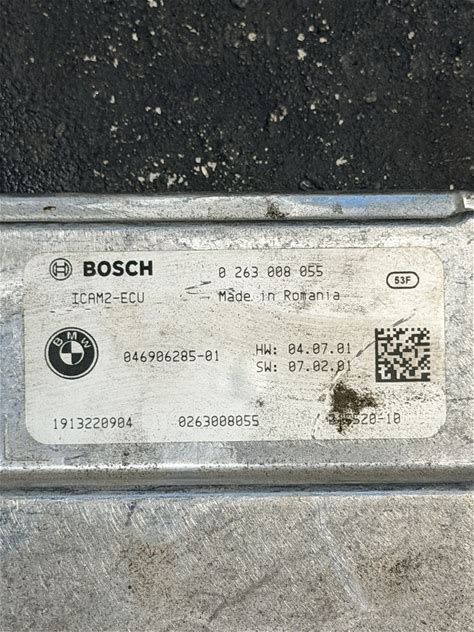 BOSCH 0 263 008 055 53F
ICAM2-ECU Made in Romania
BMW 046906285-01 HW: 04.07.01
SW: 07.02.01
1913220904 0263008055